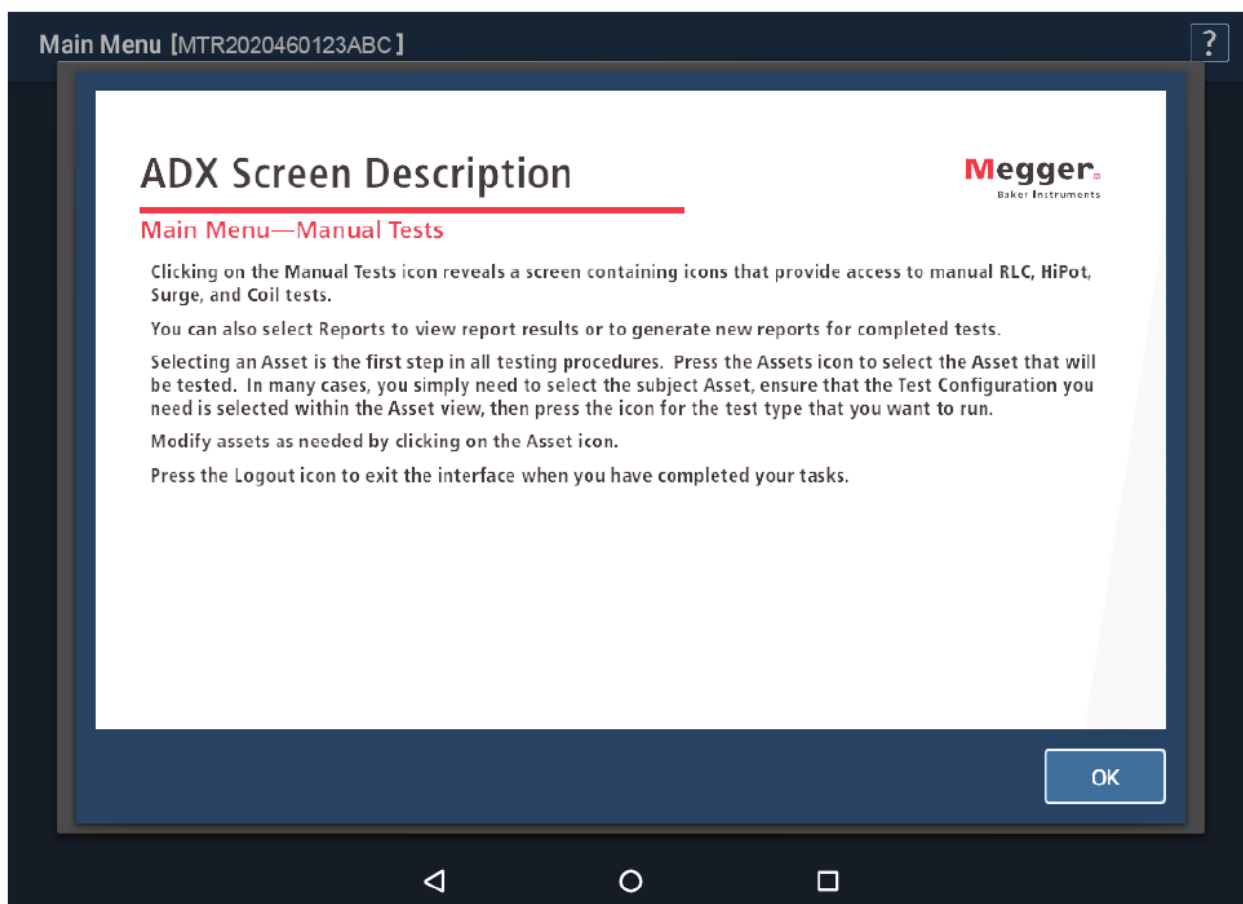 Main Menu [MTR2020460123ABC]
?
ADX Screen Description
Megger.
Baker Instruments
Main Menu—Manual Tests
Clicking on the Manual Tests icon reveals a screen containing icons that provide access to manual RLC, HiPot,
Surge, and Coil tests.
You can also select Reports to view report results or to generate new reports for completed tests.
Selecting an Asset is the first step in all testing procedures. Press the Assets icon to select the Asset that will
be tested. In many cases, you simply need to select the subject Asset, ensure that the Test Configuration you
need is selected within the Asset view, then press the icon for the test type that you want to run.
Modify assets as needed by clicking on the Asset icon.
Press the Logout icon to exit the interface when you have completed your tasks.
OK